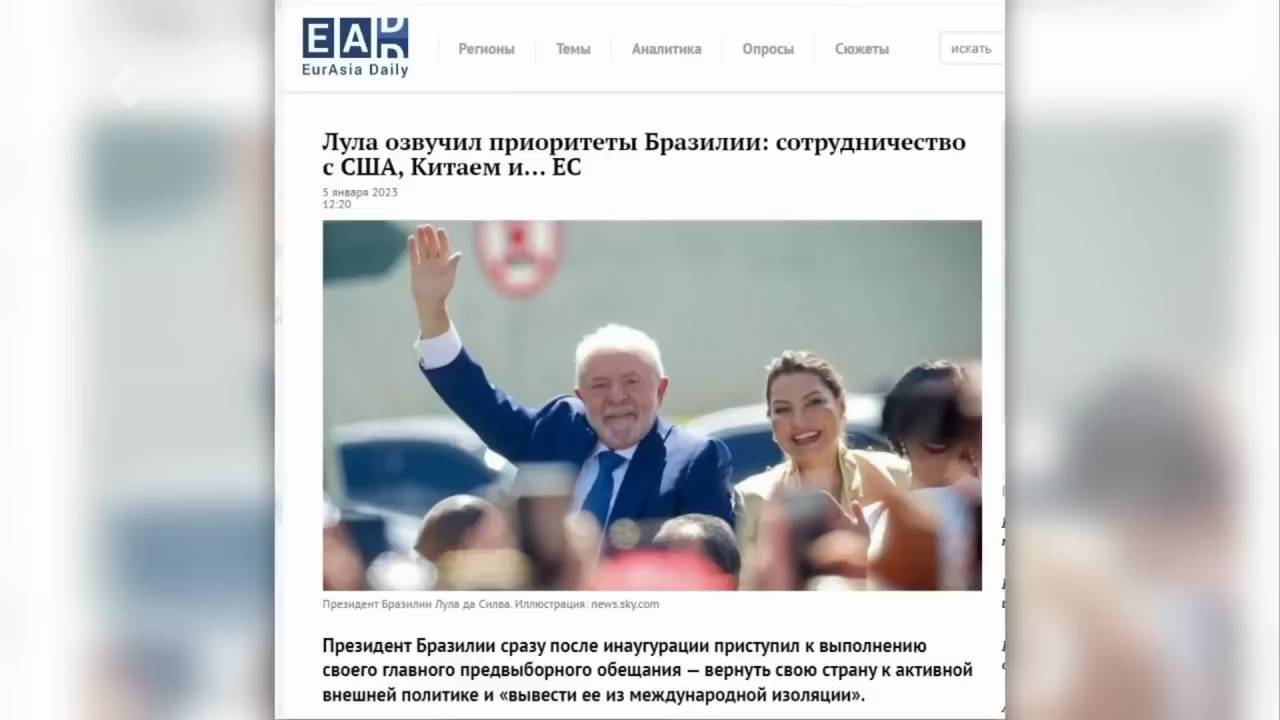 EAD
EurAsia Daily
Регионы
Темы
Аналитика
Опросы
Сюжеты
искать
Лула озвучил приоритеты Бразилии: сотрудничество
с США, Китаем и... ЕС
5 января 2023
12:20
Президент Бразилии Лула да Силва. Иллюстрация: news.sky.com
Президент Бразилии сразу после инаугурации приступил к выполнению
своего главного предвыборного обещания — вернуть свою страну к активной
внешней политике и «вывести ее из международной изоляции».